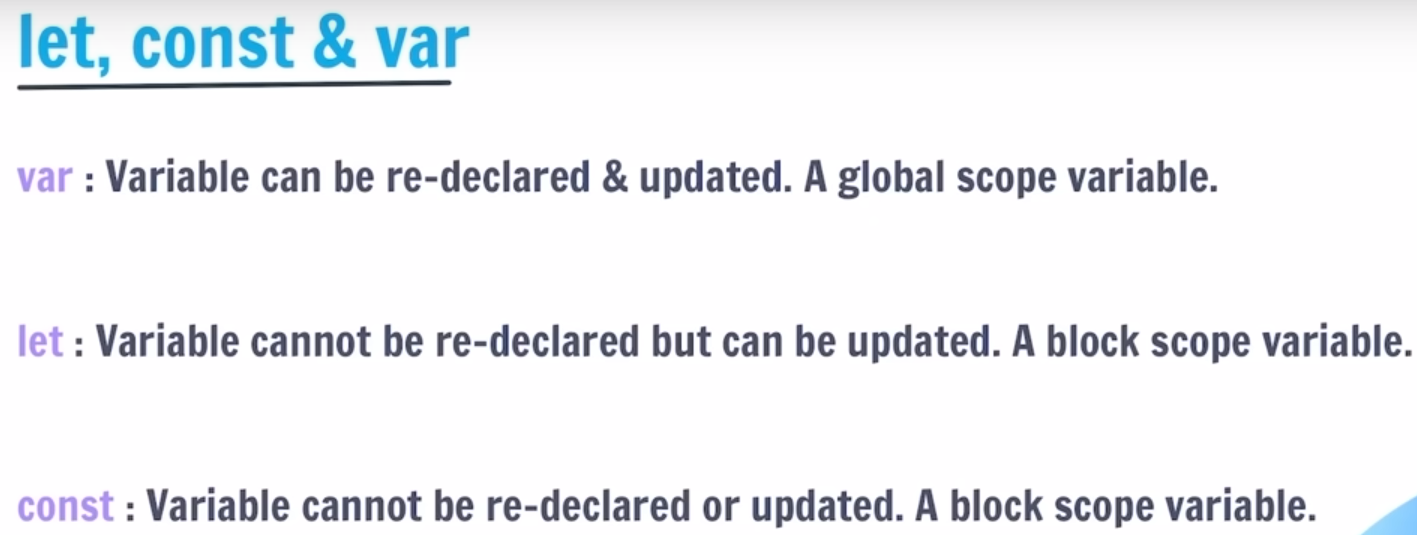 let, const & var
var : Variable can be re-declared & updated. A global scope variable.
let : Variable cannot be re-declared but can be updated. A block scope variable.
const : Variable cannot be re-declared or updated. A block scope variable.